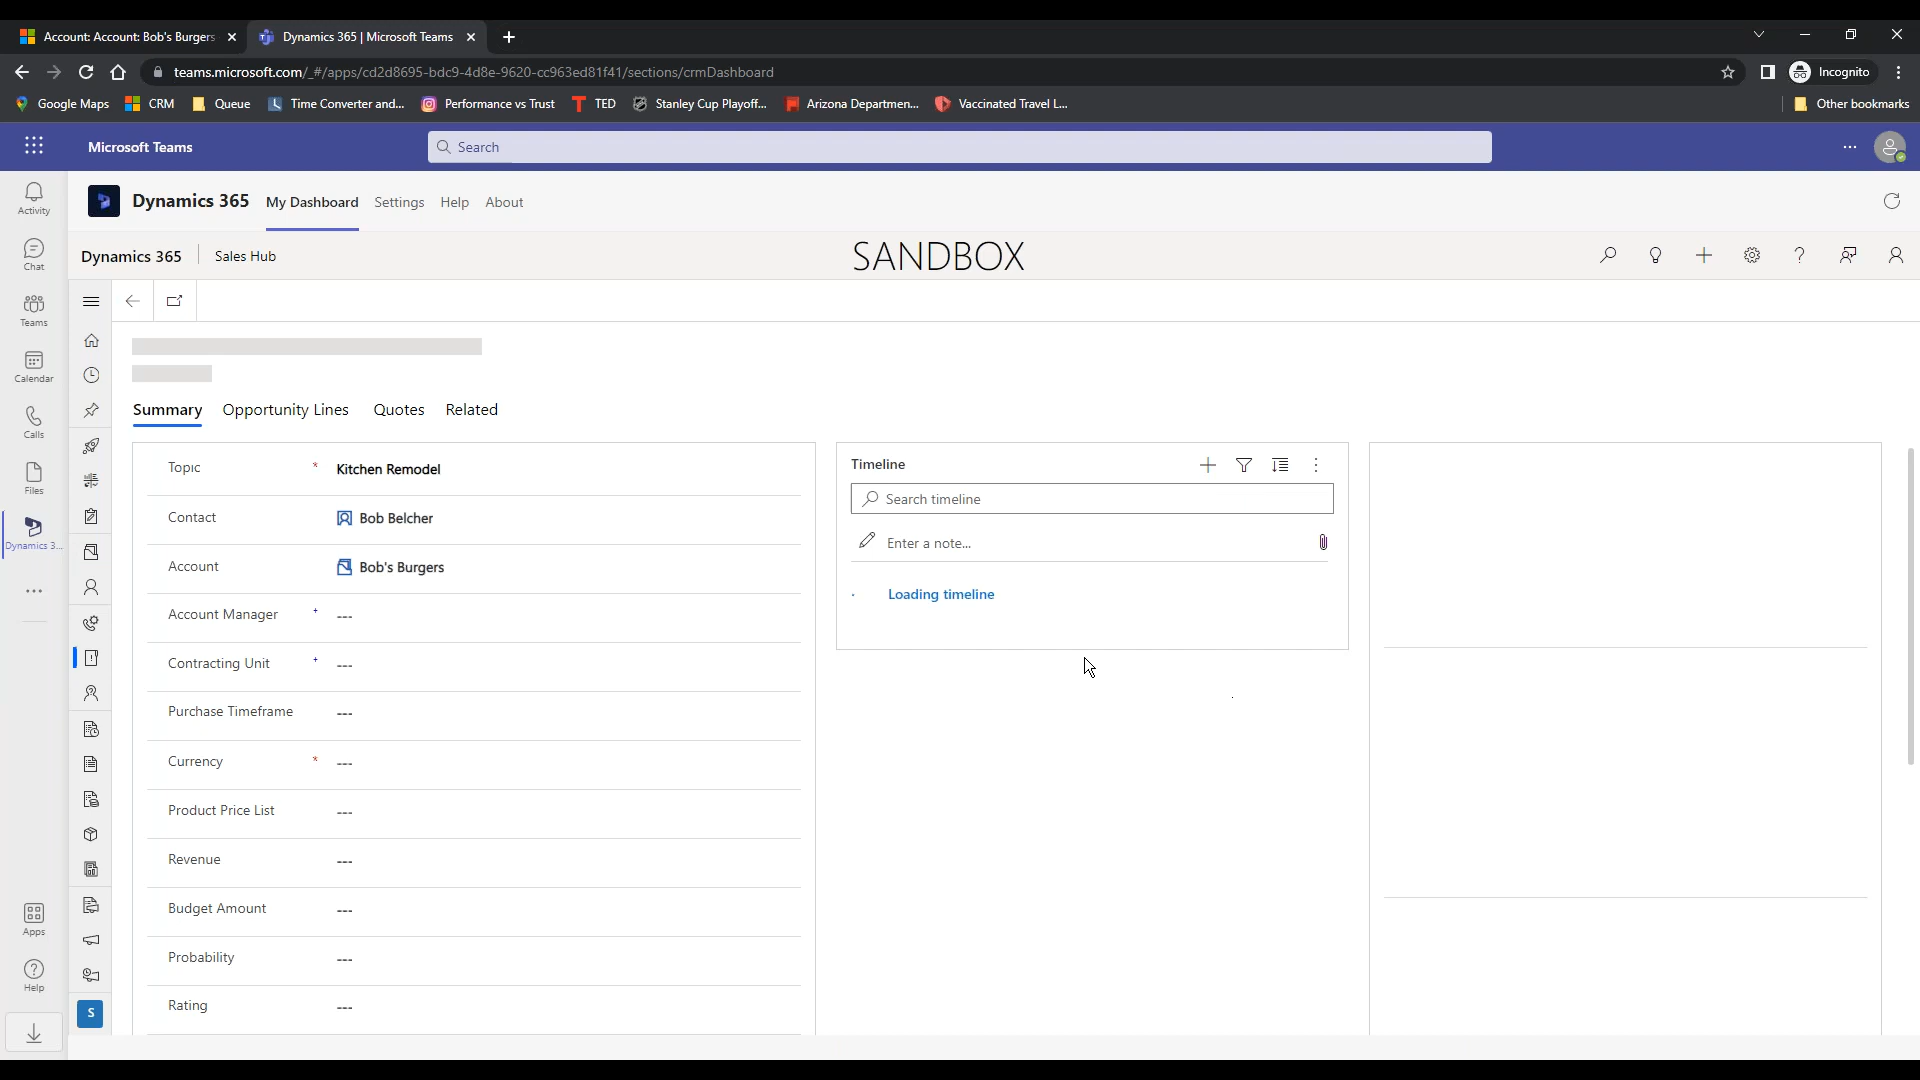 Account: Account: Bob's Burgers
Dynamics 365 | Microsoft Teams
teams.microsoft.com/_#/apps/cd2d8695-bdc9-4d8e-9620-cc963ed81f41/sections/crmDashboard
Incognito
Google Maps
CRM
Queue
Time Converter and...
Performance vs Trust
TED
Stanley Cup Playoff...
Arizona Departmen...
Vaccinated Travel L...
Other bookmarks
Microsoft Teams
Search
Activity
Chat
Teams
Calendar
Calls
Files
Dynamics 3...
Apps
Help
Dynamics 365
My Dashboard
Settings
Help
About
Dynamics 365
Sales Hub
SANDBOX
Summary
Opportunity Lines
Quotes
Related
Topic * Kitchen Remodel
Contact Bob Belcher
Account Bob's Burgers
Account Manager + ---
Contracting Unit + ---
Purchase Timeframe ---
Currency * ---
Product Price List ---
Revenue ---
Budget Amount ---
Probability ---
Rating ---
Timeline
Search timeline
Enter a note...
Loading timeline
S